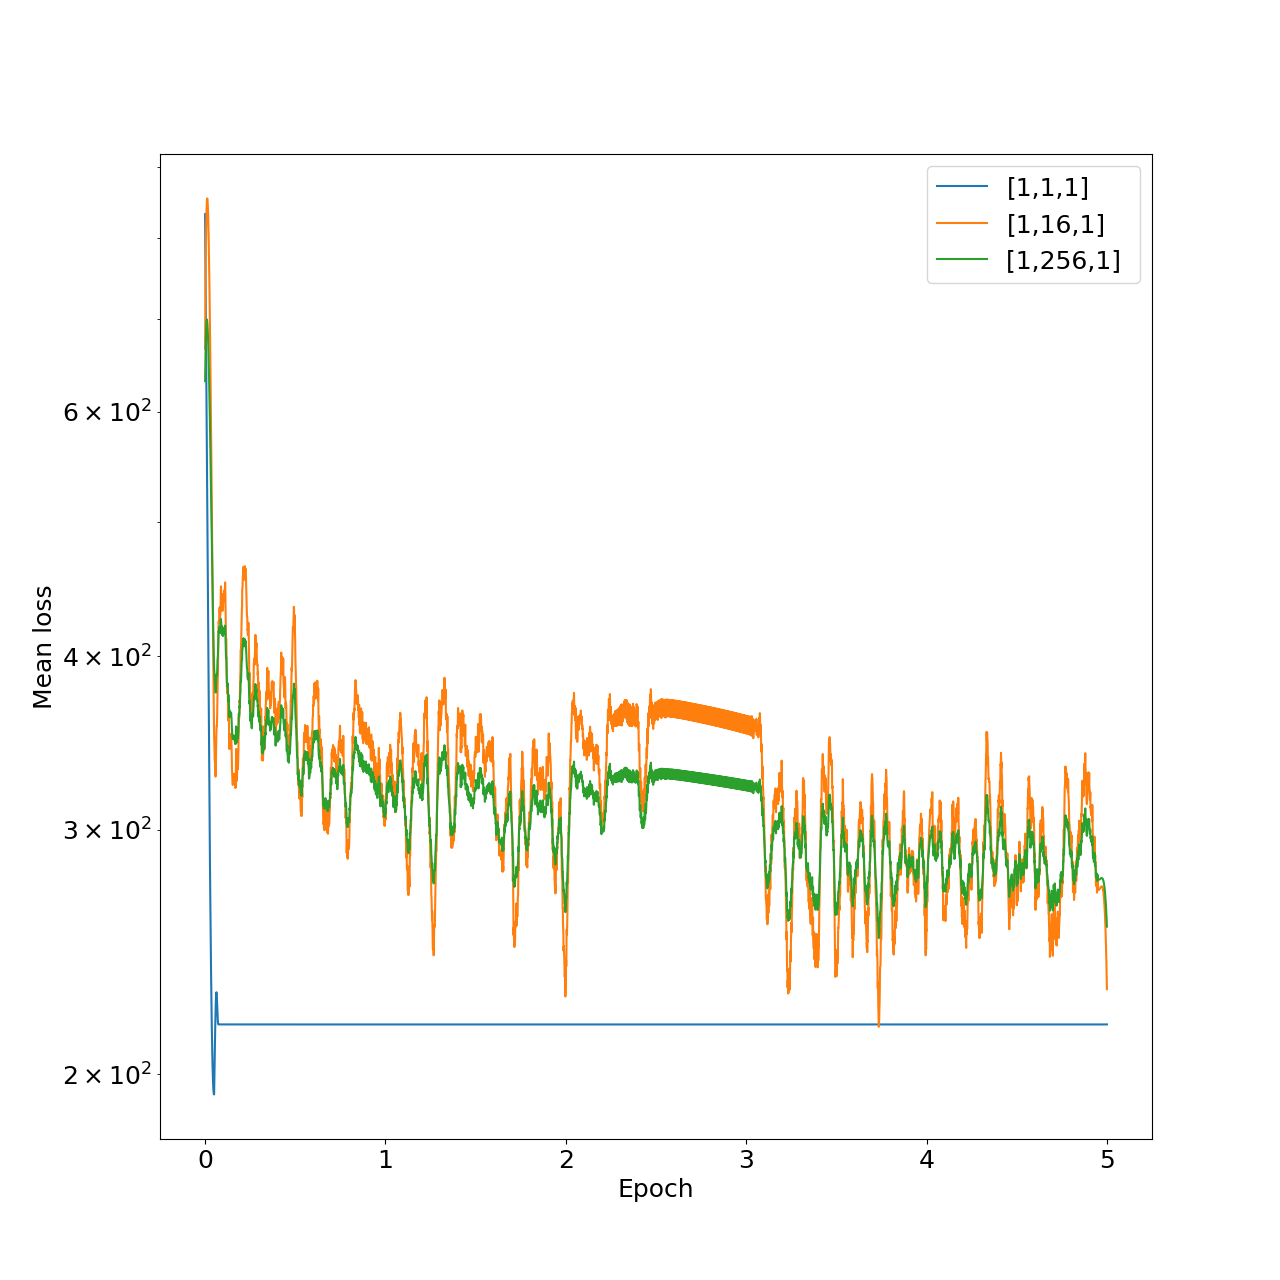 [1,1,1]
[1,16,1]
[1,256,1]
6 × 10²
4 × 10²
3 × 10²
2 × 10²
Mean loss
0 1 2 3 4 5
Epoch